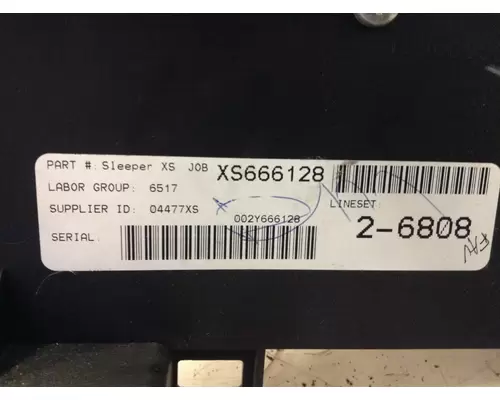 PART #: Sleeper XS JOB XS666128
LABOR GROUP: 6517
SUPPLIER ID: 04477XS
LINESET:
002Y666128
2-6808
SERIAL: